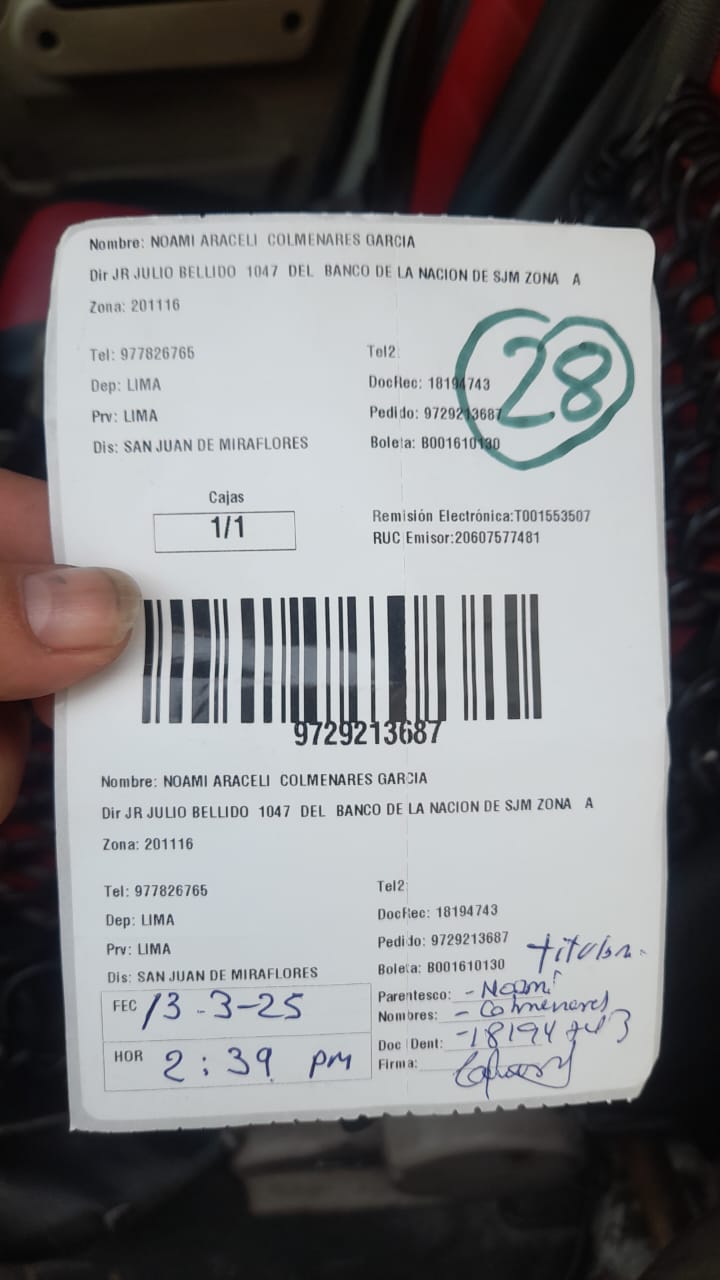 Nombre: NOAMI ARACELI COLMENARES GARCIA
Dir JR JULIO BELLIDO 1047 DEL BANCO DE LA NACION DE SJM ZONA A
Zona: 201116
Tel: 977826765 Tel2:
Dep: LIMA DocRec: 18194743
Prv: LIMA Pedido: 9729213687
Dis: SAN JUAN DE MIRAFLORES Boleta: B001610130
28
Cajas
1/1
Remisión Electrónica:T001553507
RUC Emisor:20607577481
9729213687
Nombre: NOAMI ARACELI COLMENARES GARCIA
Dir JR JULIO BELLIDO 1047 DEL BANCO DE LA NACION DE SJM ZONA A
Zona: 201116
Tel: 977826765 Tel2:
Dep: LIMA DocRec: 18194743
Prv: LIMA Pedido: 9729213687
Dis: SAN JUAN DE MIRAFLORES Boleta: B001610130
titular
FEC 13-3-25
HOR 2:39 pm
Parentesco: - Noamí
Nombres: - Colmenares
Doc Dent: - 18194743
Firma: